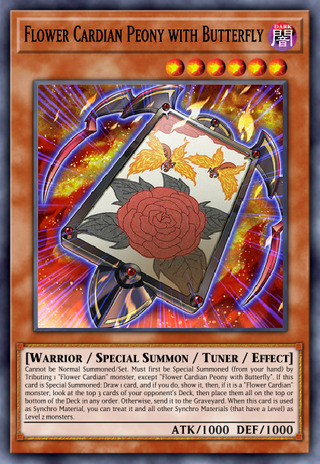 Flower Cardian Peony with Butterfly
DARK
闇
[Warrior / Special Summon / Tuner / Effect]
Cannot be Normal Summoned/Set. Must first be Special Summoned (from your hand) by
Tributing 1 "Flower Cardian" monster, except "Flower Cardian Peony with Butterfly". If this
card is Special Summoned: Draw 1 card, and if you do, show it, then, if it is a "Flower Cardian"
monster, look at the top 3 cards of your opponent's Deck, then place them all on the top or
bottom of the Deck in any order. Otherwise, send it to the Graveyard. When this card is used
as Synchro Material, you can treat it and all other Synchro Materials (that have a Level) as
Level 2 monsters.
ATK/1000 DEF/1000